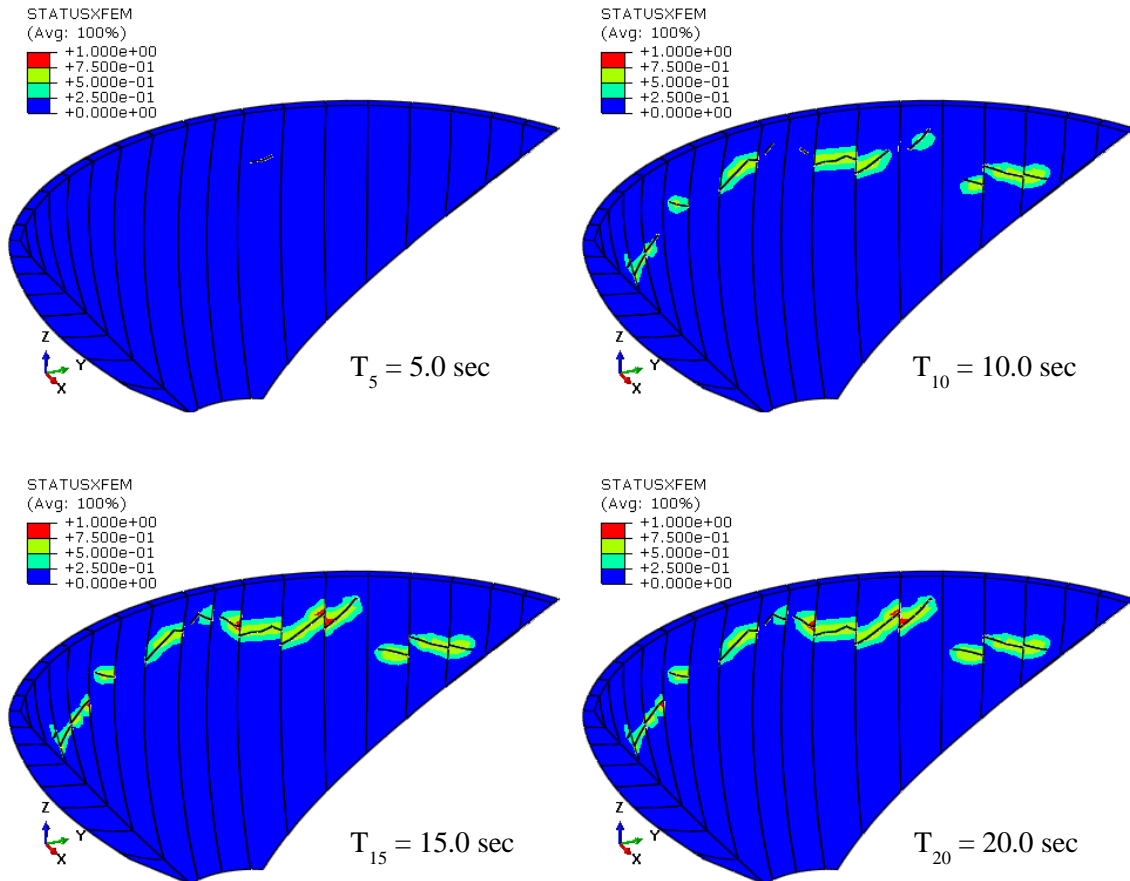 STATUSXFEM
(Avg: 100%)
+1.000e+00
+7.500e-01
+5.000e-01
+2.500e-01
+0.000e+00
Z
Y
X
T5 = 5.0 sec
STATUSXFEM
(Avg: 100%)
+1.000e+00
+7.500e-01
+5.000e-01
+2.500e-01
+0.000e+00
Z
Y
X
T10 = 10.0 sec
STATUSXFEM
(Avg: 100%)
+1.000e+00
+7.500e-01
+5.000e-01
+2.500e-01
+0.000e+00
Z
Y
X
T15 = 15.0 sec
STATUSXFEM
(Avg: 100%)
+1.000e+00
+7.500e-01
+5.000e-01
+2.500e-01
+0.000e+00
Z
Y
X
T20 = 20.0 sec